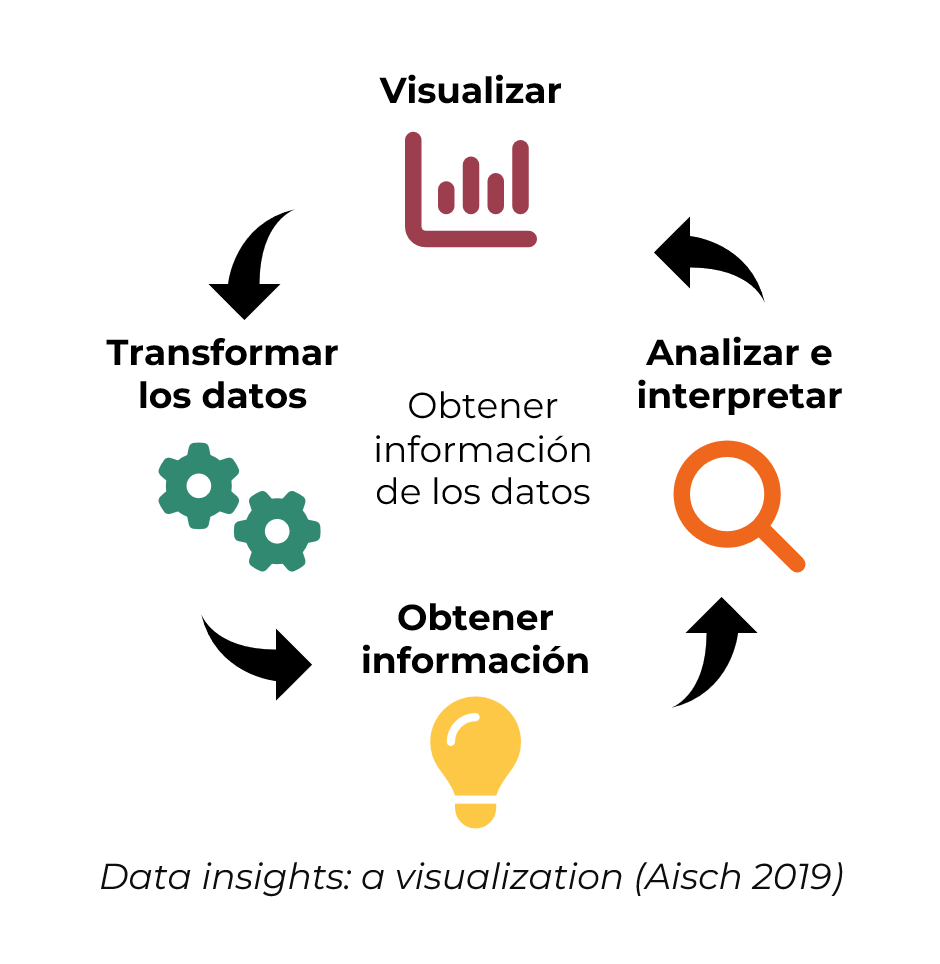 Visualizar
Transformar
los datos
Analizar e
interpretar
Obtener
información
de los datos
Obtener
información
Data insights: a visualization (Aisch 2019)